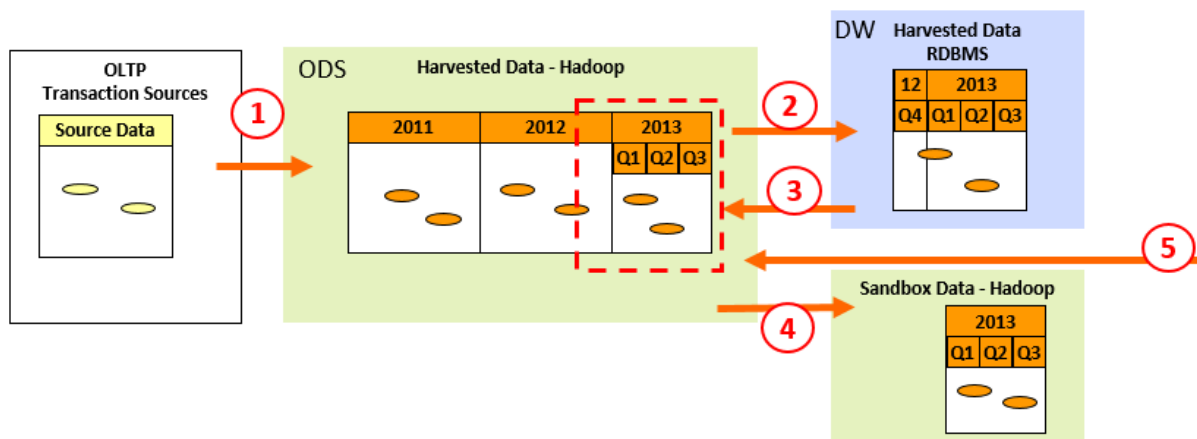 OLTP
Transaction Sources
Source Data
1
ODS
Harvested Data - Hadoop
2011 2012 2013
Q1 Q2 Q3
2
3
DW
Harvested Data
RDBMS
12 2013
Q4 Q1 Q2 Q3
5
4
Sandbox Data - Hadoop
2013
Q1 Q2 Q3